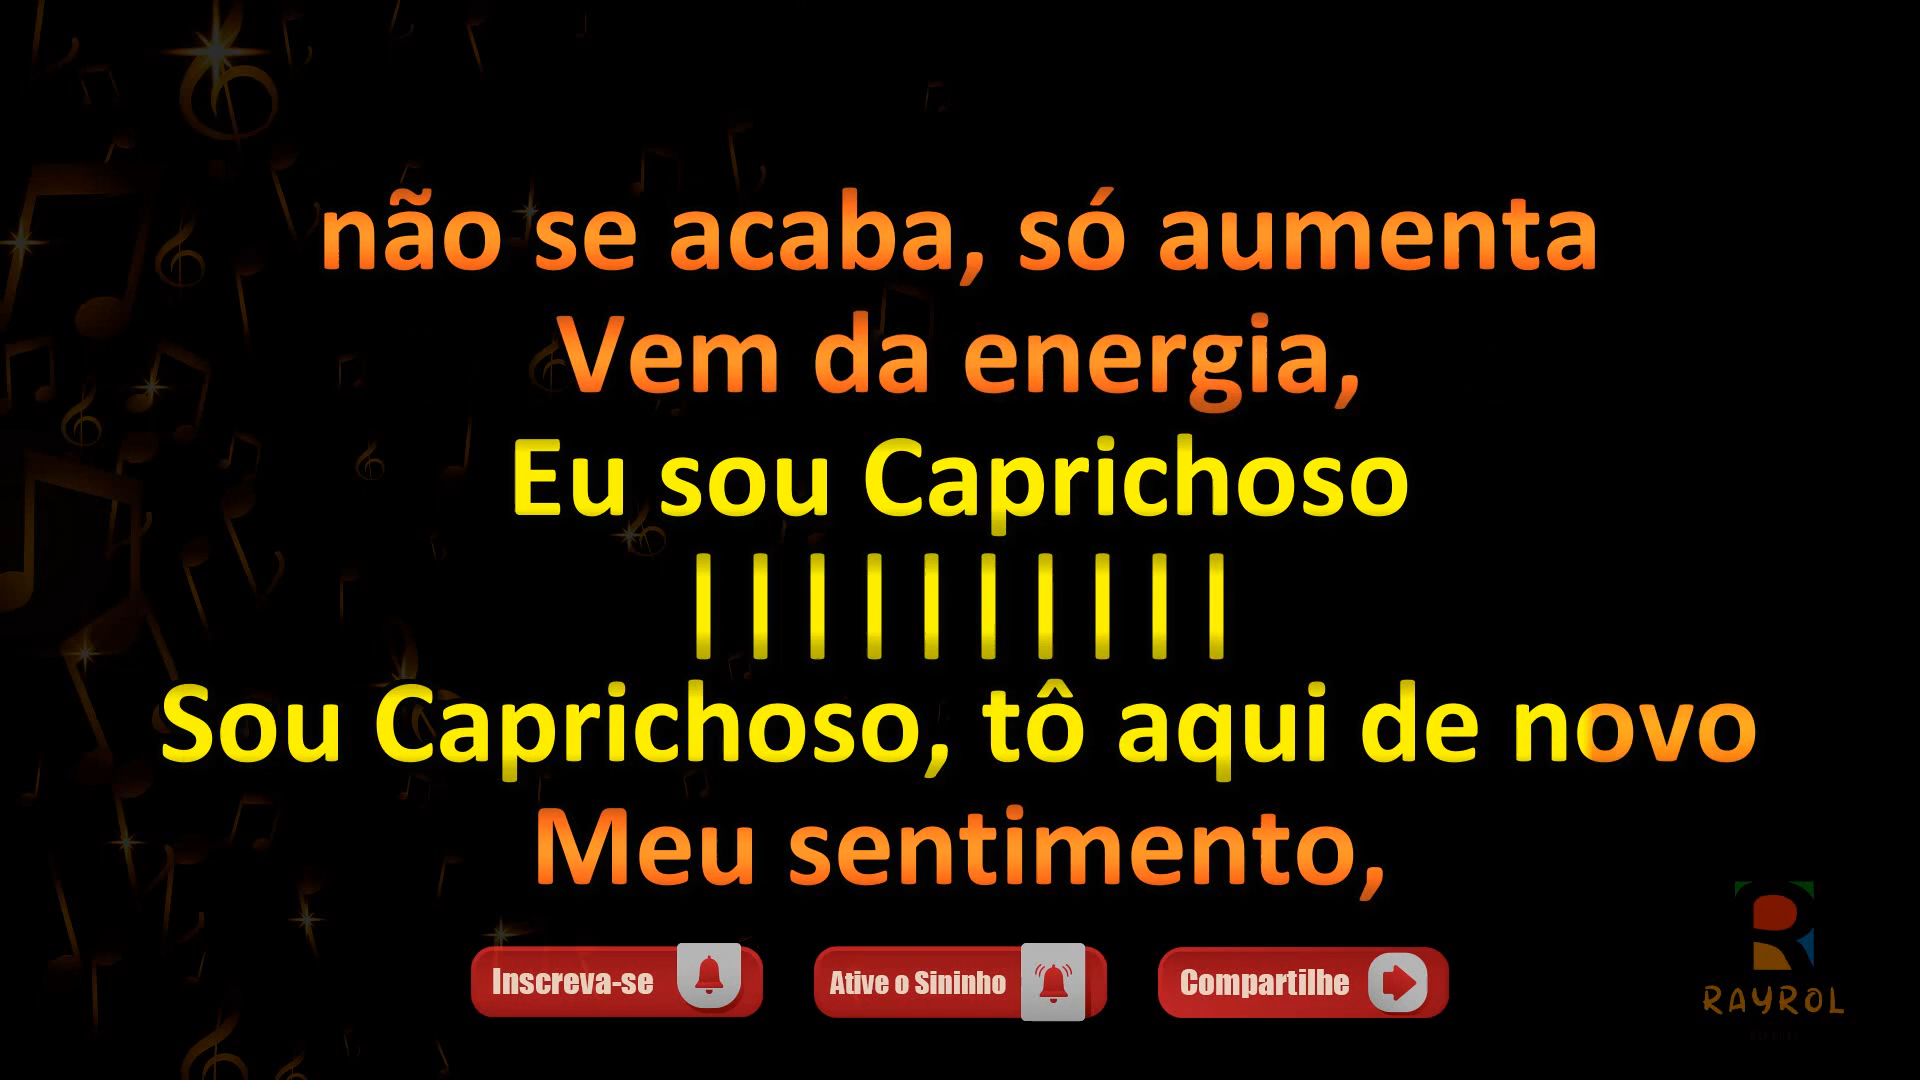 não se acaba, só aumenta
Vem da energia,
Eu sou Caprichoso
| | | | | | | | | |
Sou Caprichoso, tô aqui de novo
Meu sentimento,
Inscreva-se
Ative o Sininho
Compartilhe
RAYROL